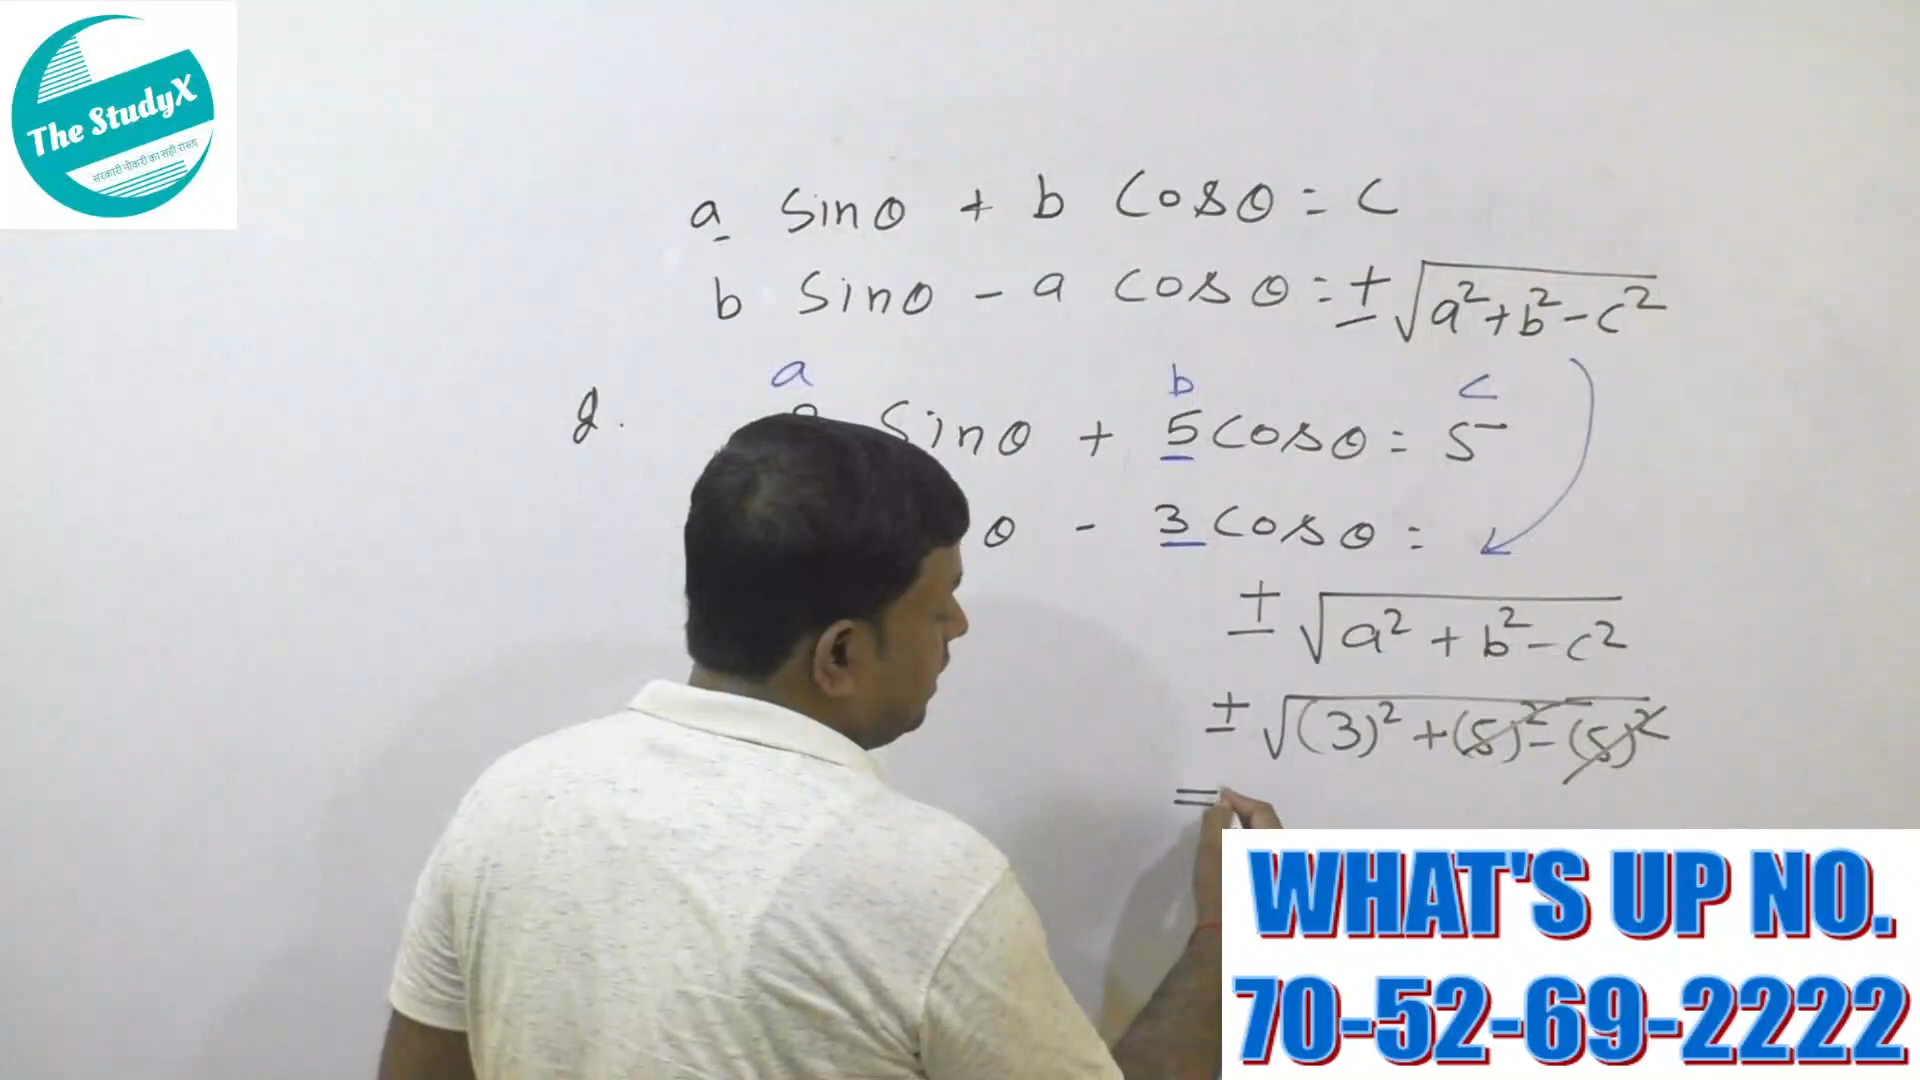 The StudyX
सरकारी नौकरी का सही रास्ता
a sinθ + b cosθ = c
b sinθ - a cosθ = ± √a²+b²-c²
a b c
sinθ + 5cosθ = 5
θ - 3cosθ =
± √a² + b² - c²
± √(3)² + (5)² - (5)²
=
WHAT'S UP NO.
70-52-69-2222